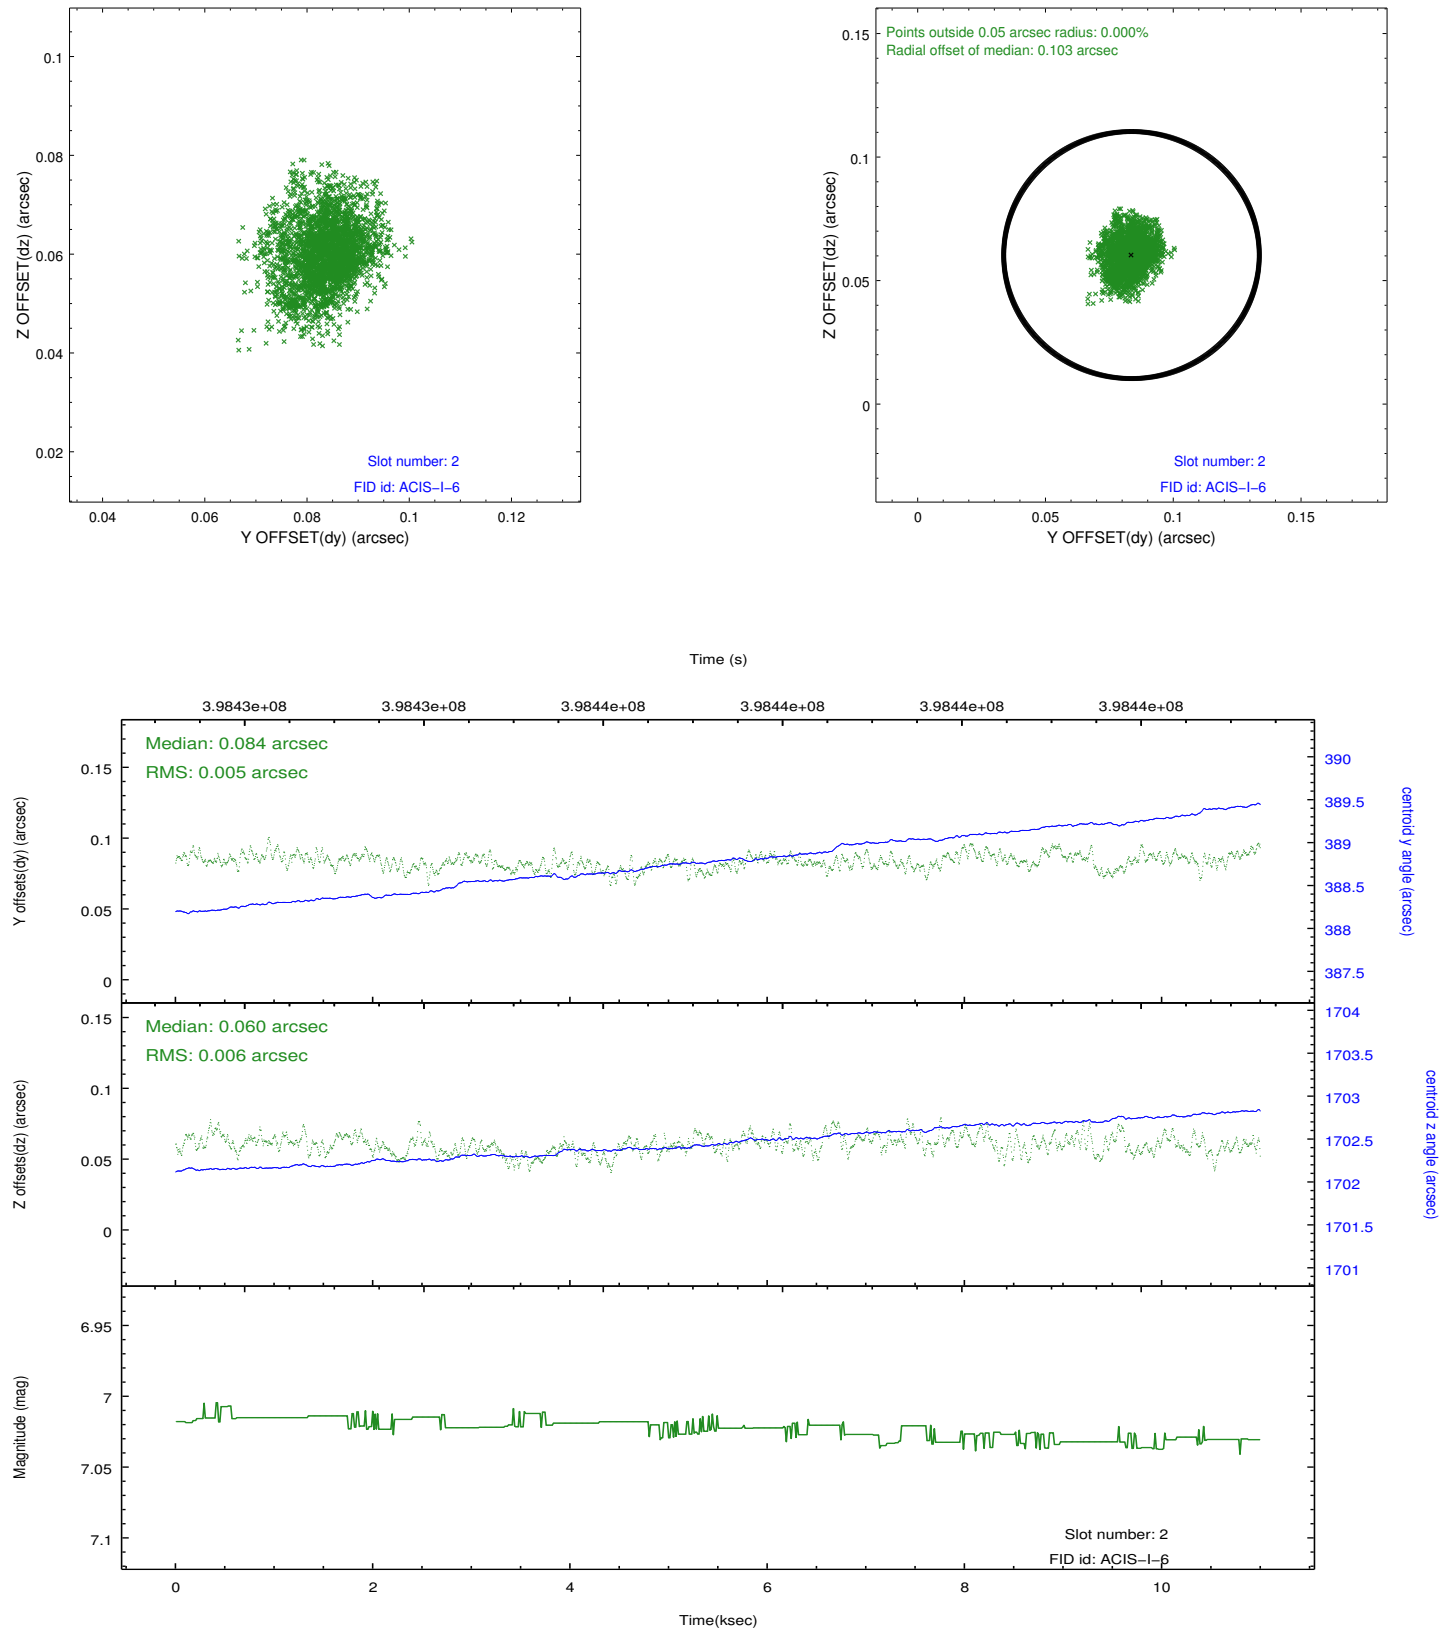 0.1
0.08
0.06
0.04
0.02
Z OFFSET(dz) (arcsec)
Slot number: 2
FID id: ACIS−I−6
0.04 0.06 0.08 0.1 0.12
Y OFFSET(dy) (arcsec)
Points outside 0.05 arcsec radius: 0.000%
Radial offset of median: 0.103 arcsec
0.15
0.1
0.05
0
Z OFFSET(dz) (arcsec)
Slot number: 2
FID id: ACIS−I−6
0 0.05 0.1 0.15
Y OFFSET(dy) (arcsec)
Time (s)
3.9843e+08 3.9843e+08 3.9844e+08 3.9844e+08 3.9844e+08 3.9844e+08
Median: 0.084 arcsec
RMS: 0.005 arcsec
0.15
0.1
0.05
0
Y offsets(dy) (arcsec)
390
389.5
389
388.5
388
387.5
centroid y angle (arcsec)
Median: 0.060 arcsec
RMS: 0.006 arcsec
0.15
0.1
0.05
0
Z offsets(dz) (arcsec)
1704
1703.5
1703
1702.5
1702
1701.5
1701
centroid z angle (arcsec)
6.95
7
7.05
7.1
Magnitude (mag)
Slot number: 2
FID id: ACIS−I−6
0 2 4 6 8 10
Time(ksec)